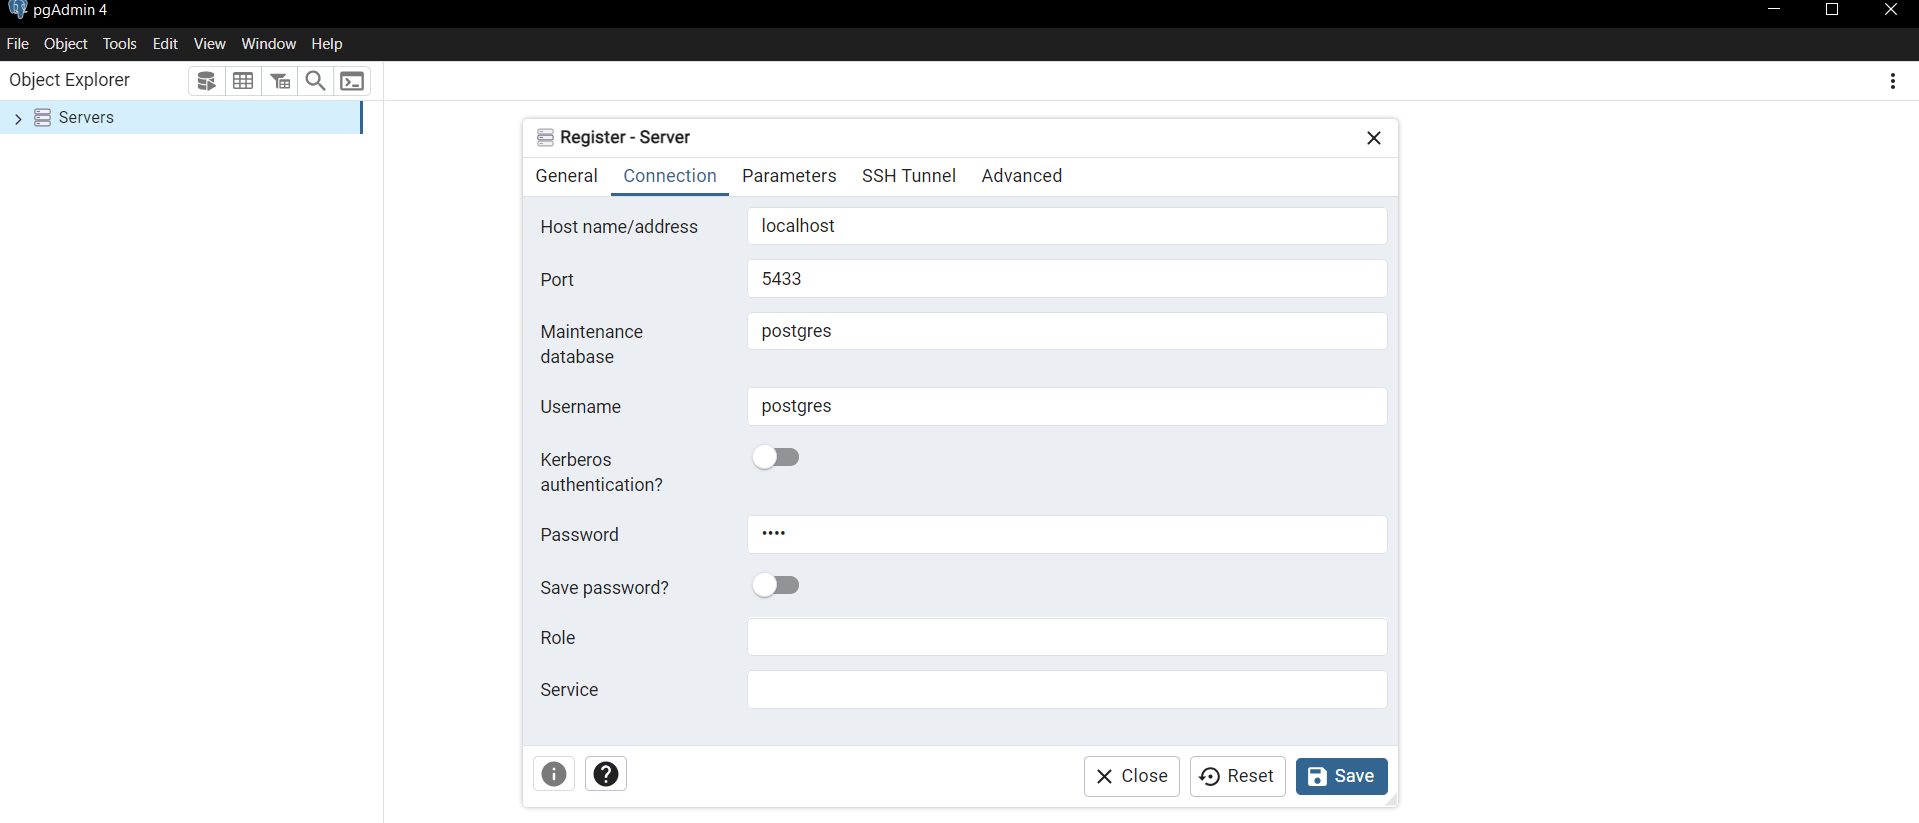 pgAdmin 4
File Object Tools Edit View Window Help
Object Explorer
Servers
Register - Server
General Connection Parameters SSH Tunnel Advanced
Host name/address localhost
Port 5433
Maintenance database postgres
Username postgres
Kerberos authentication?
Password ••••
Save password?
Role
Service
Close Reset Save